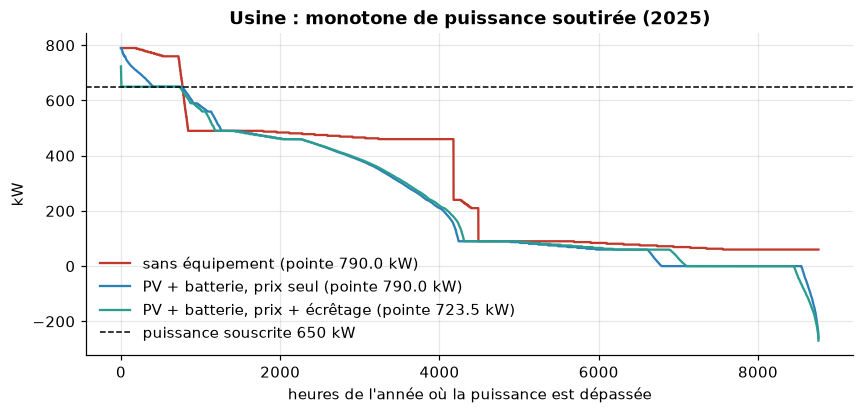 Usine : monotone de puissance soutirée (2025)
800
600
400
200
0
−200
kW
sans équipement (pointe 790.0 kW)
PV + batterie, prix seul (pointe 790.0 kW)
PV + batterie, prix + écrêtage (pointe 723.5 kW)
puissance souscrite 650 kW
0 2000 4000 6000 8000
heures de l'année où la puissance est dépassée